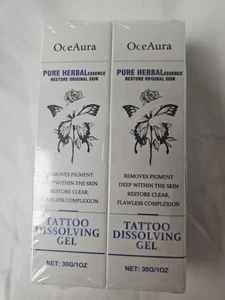 OceAura
PURE HERBAL ESSENCE
RESTORE ORIGINAL SKIN
REMOVES PIGMENT
DEEP WITHIN THE SKIN
RESTORE CLEAR,
FLAWLESS COMPLEXION
TATTOO
DISSOLVING
GEL
NET: 30G/1OZ
OceAura
PURE HERBAL ESSENCE
RESTORE ORIGINAL SKIN
REMOVES PIGMENT
DEEP WITHIN THE SKIN
RESTORE CLEAR,
FLAWLESS COMPLEXION
TATTOO
DISSOLVING
GEL
NET: 30G/1OZ